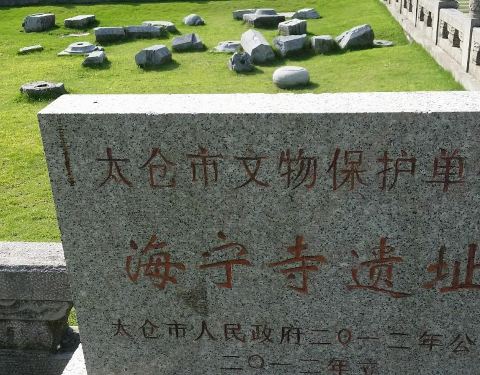 太仓市文物保护单
海宁寺遗址
太仓市人民政府二〇一二年公
二〇一二年立